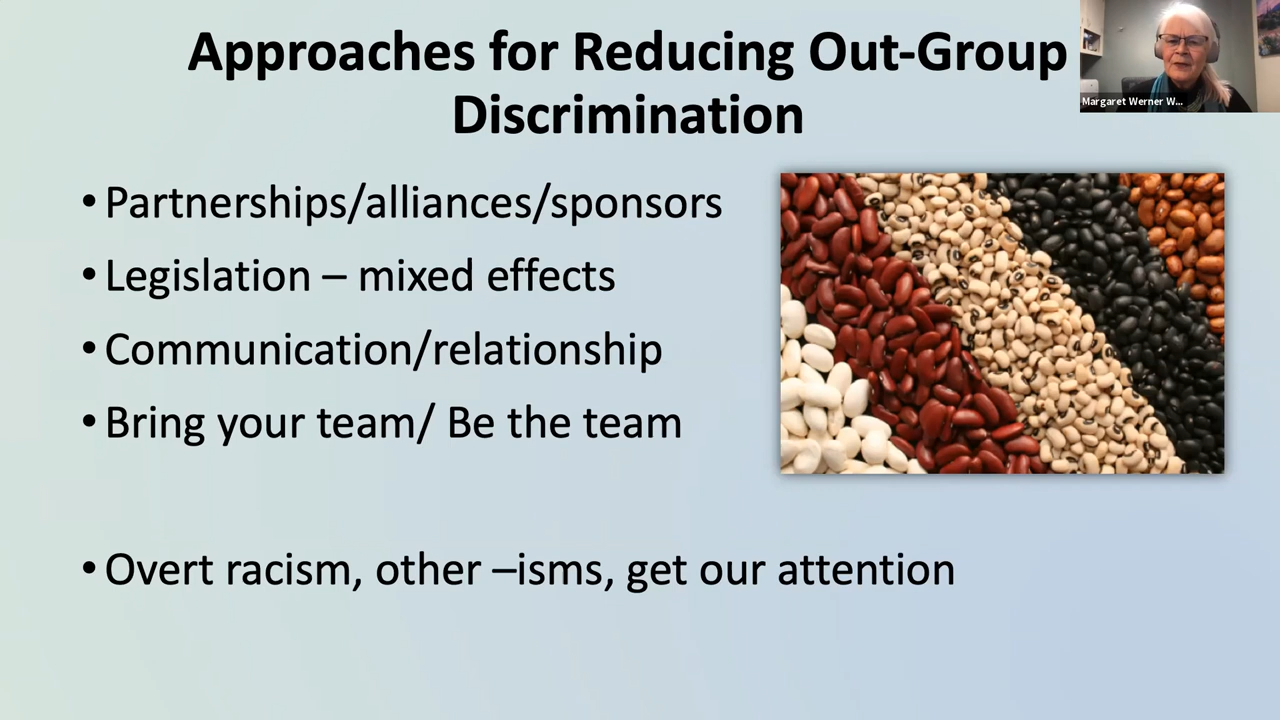 Approaches for Reducing Out-Group
Discrimination
Margaret Werner W...
• Partnerships/alliances/sponsors
• Legislation – mixed effects
• Communication/relationship
• Bring your team/ Be the team
• Overt racism, other –isms, get our attention